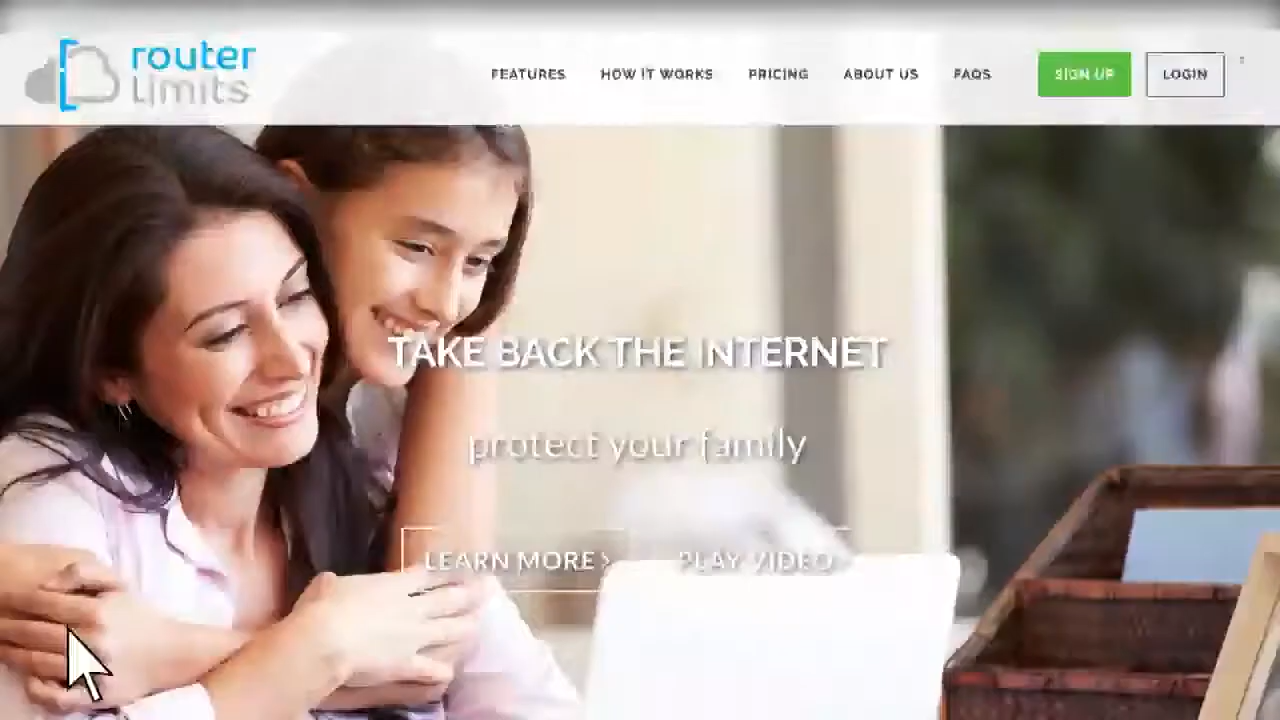 router
Limits
FEATURES HOW IT WORKS PRICING ABOUT US FAQS SIGN UP LOGIN
TAKE BACK THE INTERNET
protect your family
LEARN MORE > PLAY VIDEO >